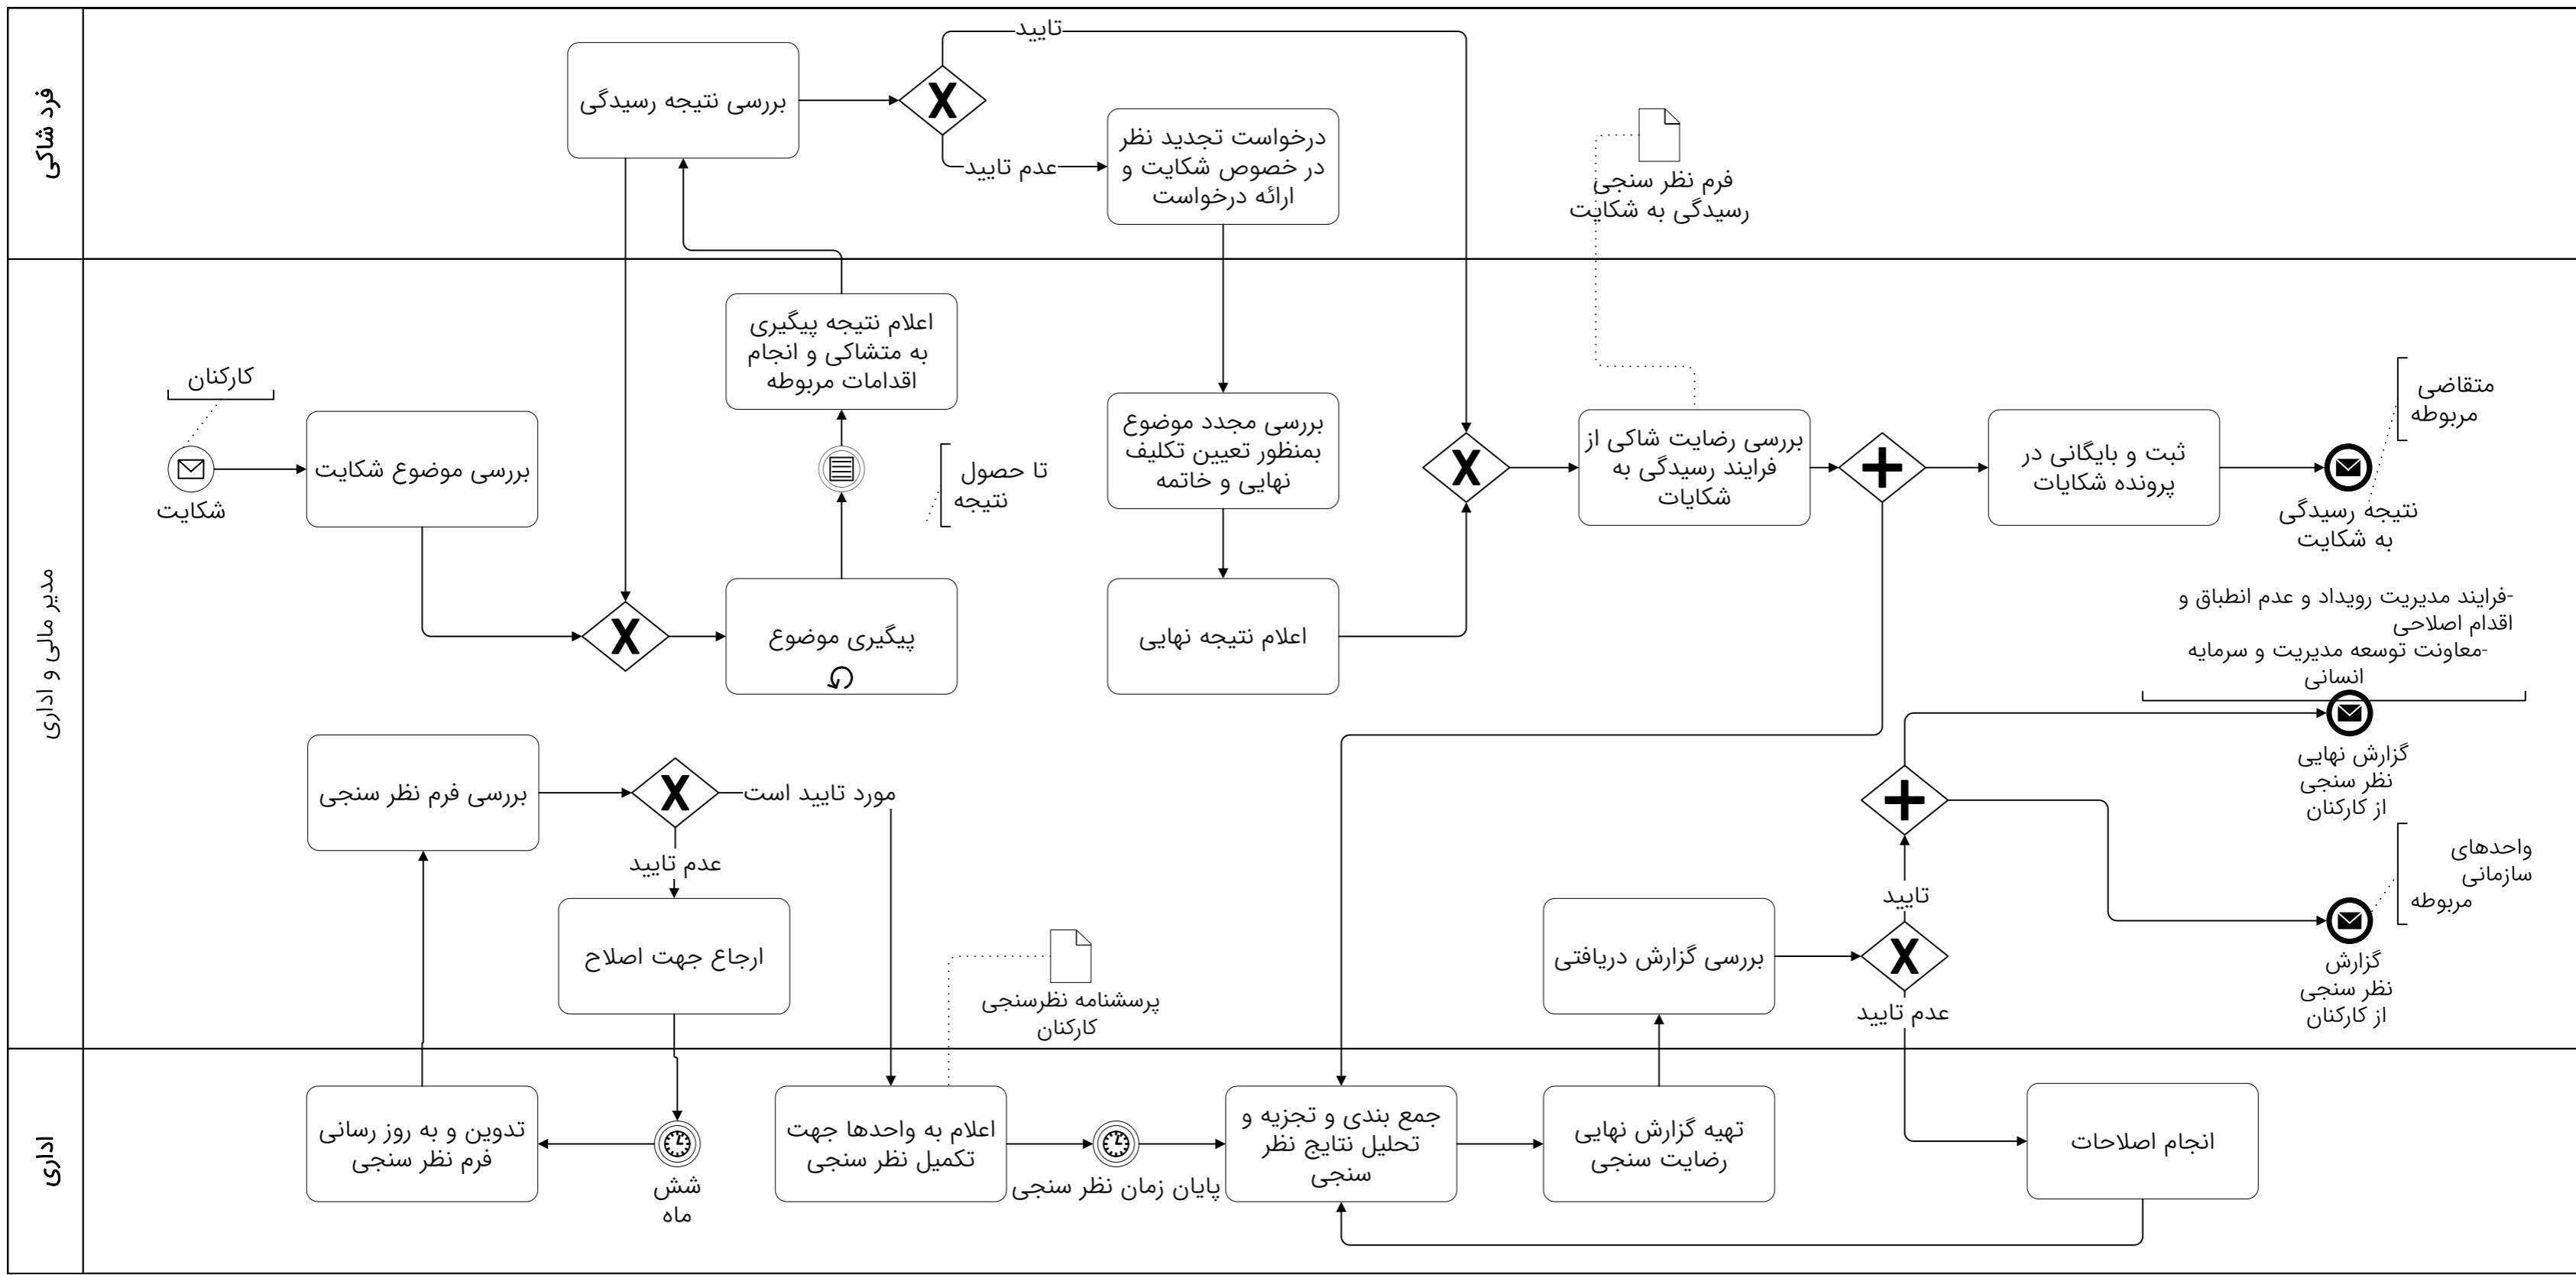 فرد شاکی
بررسی نتیجه رسیدگی
تایید
عدم تایید
درخواست تجدید نظر
در خصوص شکایت و
ارائه درخواست
فرم نظر سنجی
رسیدگی به شکایت
مدیر مالی و اداری
کارکنان
شکایت
بررسی موضوع شکایت
اعلام نتیجه پیگیری
به متشاکی و انجام
اقدامات مربوطه
تا حصول
نتیجه
پیگیری موضوع
بررسی مجدد موضوع
بمنظور تعیین تکلیف
نهایی و خاتمه
اعلام نتیجه نهایی
بررسی رضایت شاکی از
فرایند رسیدگی به
شکایات
ثبت و بایگانی در
پرونده شکایات
متقاضی
مربوطه
نتیجه رسیدگی
به شکایت
-فرایند مدیریت رویداد و عدم انطباق و
اقدام اصلاحی
-معاونت توسعه مدیریت و سرمایه
انسانی
گزارش نهایی
نظر سنجی
از کارکنان
واحدهای
سازمانی
مربوطه
گزارش
نظر سنجی
از کارکنان
بررسی فرم نظر سنجی
مورد تایید است
عدم تایید
ارجاع جهت اصلاح
پرسشنامه نظرسنجی
کارکنان
بررسی گزارش دریافتی
تایید
عدم تایید
اداری
تدوین و به روز رسانی
فرم نظر سنجی
شش
ماه
اعلام به واحدها جهت
تکمیل نظر سنجی
پایان زمان نظر سنجی
جمع بندی و تجزیه و
تحلیل نتایج نظر
سنجی
تهیه گزارش نهایی
رضایت سنجی
انجام اصلاحات